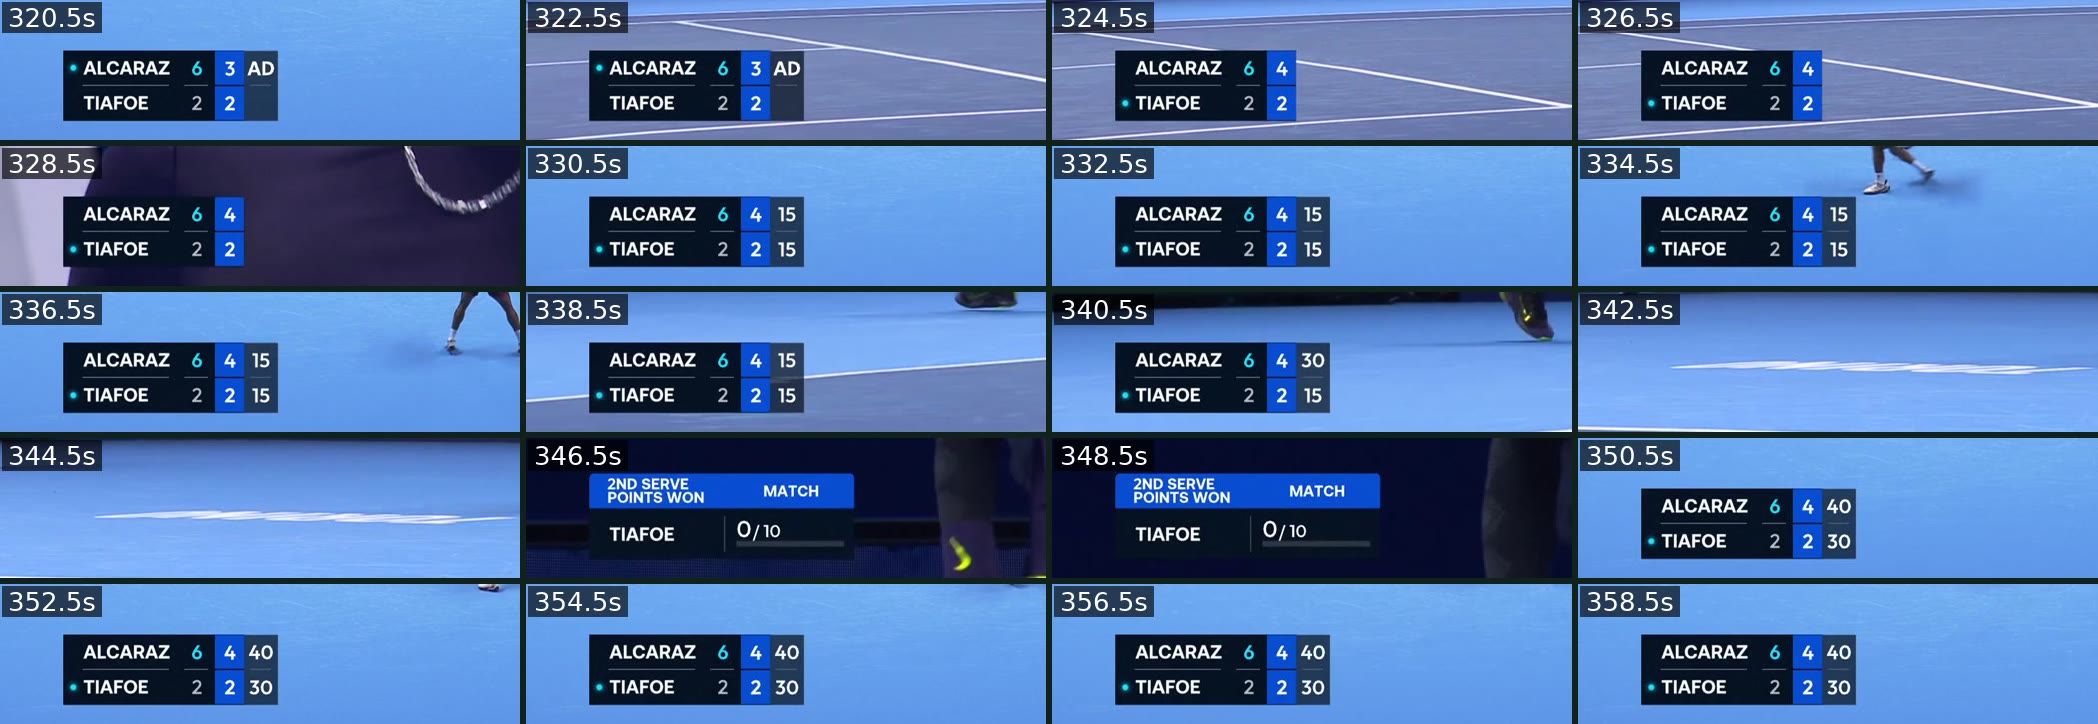 320.5s
ALCARAZ 6 3 AD
TIAFOE 2 2
322.5s
ALCARAZ 6 3 AD
TIAFOE 2 2
324.5s
ALCARAZ 6 4
TIAFOE 2 2
326.5s
ALCARAZ 6 4
TIAFOE 2 2
328.5s
ALCARAZ 6 4
TIAFOE 2 2
330.5s
ALCARAZ 6 4 15
TIAFOE 2 2 15
332.5s
ALCARAZ 6 4 15
TIAFOE 2 2 15
334.5s
ALCARAZ 6 4 15
TIAFOE 2 2 15
336.5s
ALCARAZ 6 4 15
TIAFOE 2 2 15
338.5s
ALCARAZ 6 4 15
TIAFOE 2 2 15
340.5s
ALCARAZ 6 4 30
TIAFOE 2 2 15
342.5s
344.5s
346.5s
2ND SERVE
POINTS WON MATCH
TIAFOE 0/10
348.5s
2ND SERVE
POINTS WON MATCH
TIAFOE 0/10
350.5s
ALCARAZ 6 4 40
TIAFOE 2 2 30
352.5s
ALCARAZ 6 4 40
TIAFOE 2 2 30
354.5s
ALCARAZ 6 4 40
TIAFOE 2 2 30
356.5s
ALCARAZ 6 4 40
TIAFOE 2 2 30
358.5s
ALCARAZ 6 4 40
TIAFOE 2 2 30